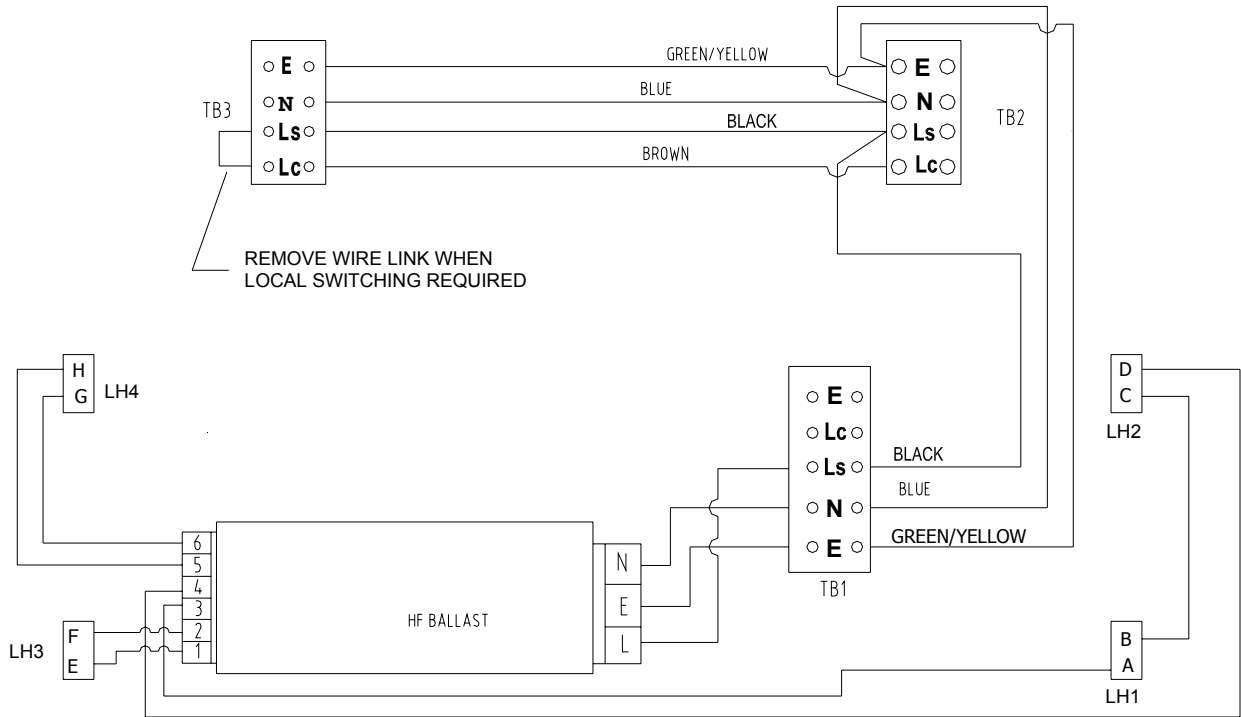 GREEN/YELLOW
E
E
BLUE
N
N
TB3
TB2
BLACK
Ls
Ls
BROWN
Lc
Lc
REMOVE WIRE LINK WHEN
LOCAL SWITCHING REQUIRED
H
G
LH4
D
C
LH2
E
Lc
Ls
BLACK
BLUE
N
GREEN/YELLOW
E
TB1
6
5
4
3
2
1
HF BALLAST
N
E
L
F
E
LH3
B
A
LH1